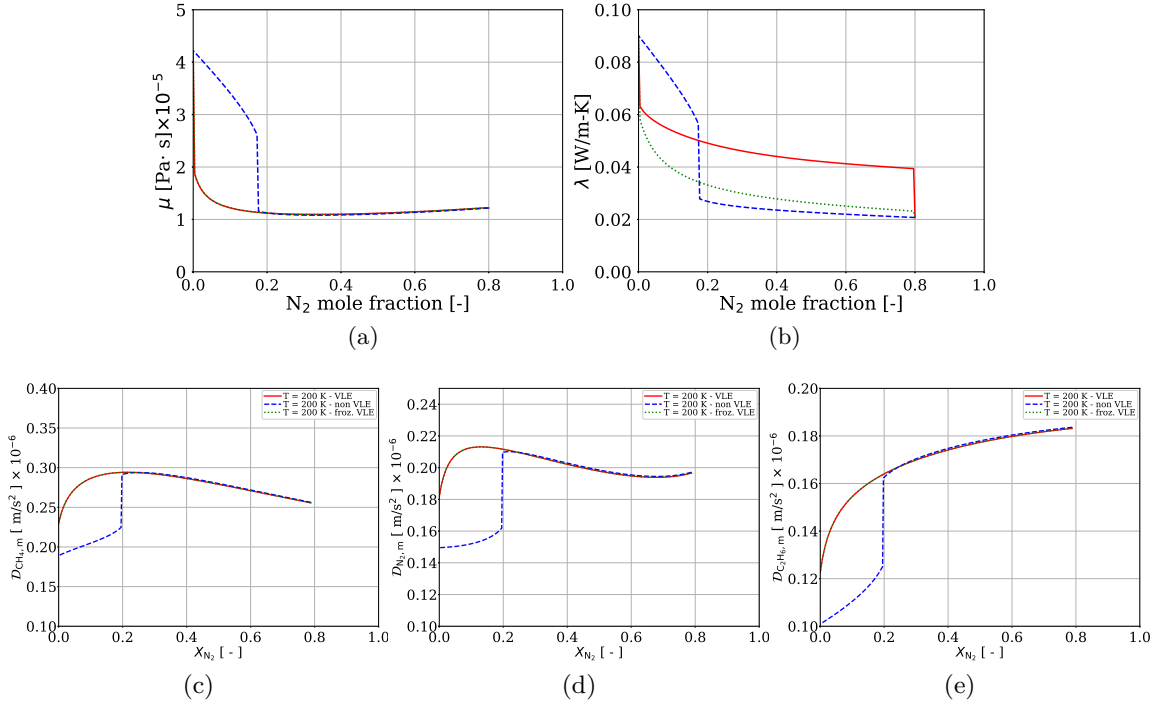 5
4
3
2
1
0
μ [Pa· s]×10⁻⁵
0.0 0.2 0.4 0.6 0.8 1.0
N₂ mole fraction [-]
(a)
0.10
0.08
0.06
0.04
0.02
0.00
λ [W/m-K]
0.0 0.2 0.4 0.6 0.8 1.0
N₂ mole fraction [-]
(b)
0.40
0.35
0.30
0.25
0.20
0.15
0.10
𝒟CH₄, m [ m/s² ] × 10⁻⁶
T = 200 K - VLE
T = 200 K - non VLE
T = 200 K - froz. VLE
0.0 0.2 0.4 0.6 0.8 1.0
X_N₂ [ - ]
(c)
0.24
0.22
0.20
0.18
0.16
0.14
0.12
0.10
𝒟N₂, m [ m/s² ] × 10⁻⁶
T = 200 K - VLE
T = 200 K - non VLE
T = 200 K - froz. VLE
0.0 0.2 0.4 0.6 0.8 1.0
X_N₂ [ - ]
(d)
0.20
0.18
0.16
0.14
0.12
0.10
𝒟C₂H₆, m [ m/s² ] × 10⁻⁶
T = 200 K - VLE
T = 200 K - non VLE
T = 200 K - froz. VLE
0.0 0.2 0.4 0.6 0.8 1.0
X_N₂ [ - ]
(e)